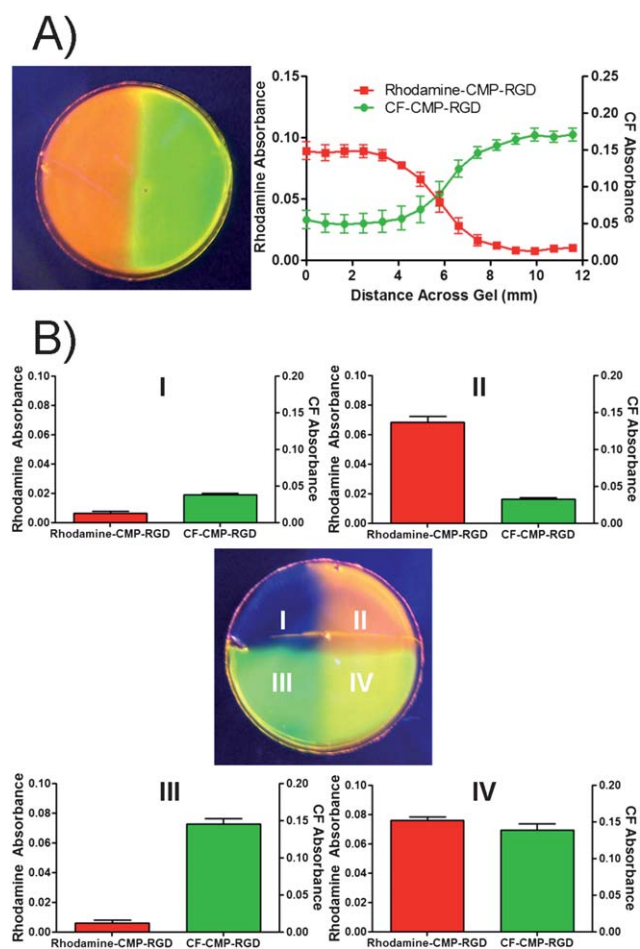 A)
Rhodamine-CMP-RGD
CF-CMP-RGD
Rhodamine Absorbance
0.15
0.10
0.05
0.00
CF Absorbance
0.25
0.20
0.15
0.10
0.05
0.00
0 2 4 6 8 10 12
Distance Across Gel (mm)
B)
I
Rhodamine Absorbance
0.10
0.08
0.06
0.04
0.02
0.00
CF Absorbance
0.20
0.15
0.10
0.05
0.00
Rhodamine-CMP-RGD CF-CMP-RGD
II
Rhodamine Absorbance
0.10
0.08
0.06
0.04
0.02
0.00
CF Absorbance
0.20
0.15
0.10
0.05
0.00
Rhodamine-CMP-RGD CF-CMP-RGD
I II
III IV
III
Rhodamine Absorbance
0.10
0.08
0.06
0.04
0.02
0.00
CF Absorbance
0.20
0.15
0.10
0.05
0.00
Rhodamine-CMP-RGD CF-CMP-RGD
IV
Rhodamine Absorbance
0.10
0.08
0.06
0.04
0.02
0.00
CF Absorbance
0.20
0.15
0.10
0.05
0.00
Rhodamine-CMP-RGD CF-CMP-RGD